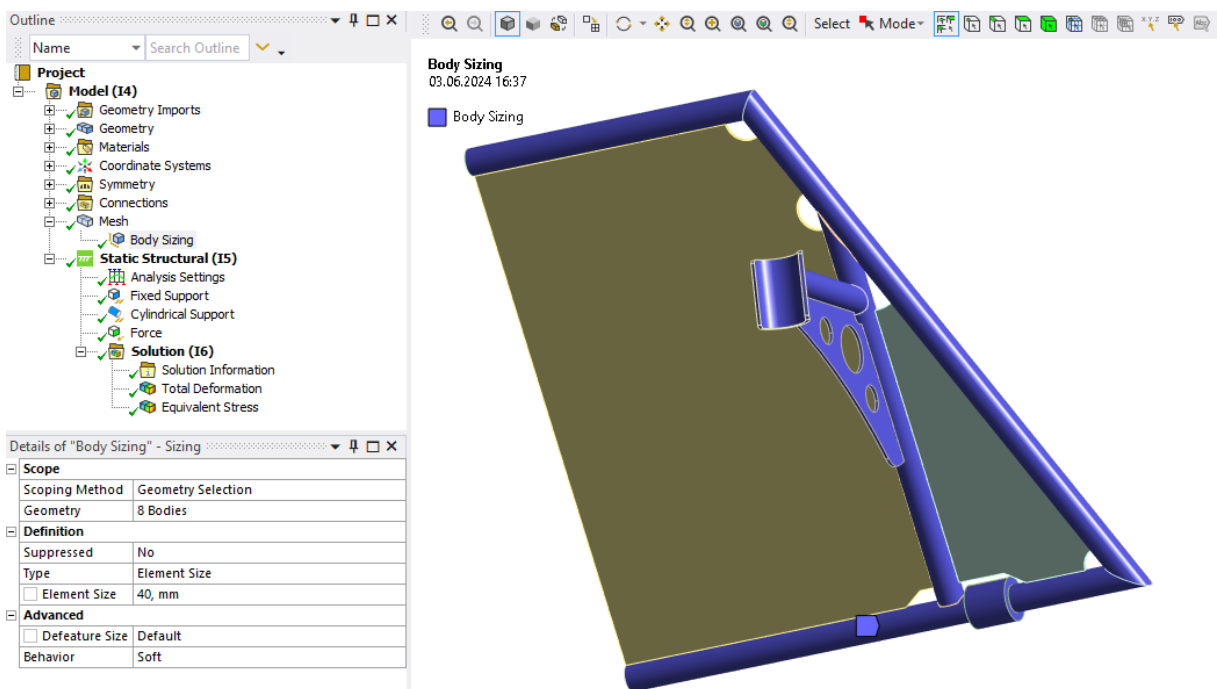 Outline
Name
Search Outline
Project
Model (I4)
Geometry Imports
Geometry
Materials
Coordinate Systems
Symmetry
Connections
Mesh
Body Sizing
Static Structural (I5)
Analysis Settings
Fixed Support
Cylindrical Support
Force
Solution (I6)
Solution Information
Total Deformation
Equivalent Stress
Details of "Body Sizing" - Sizing
Scope
Scoping Method Geometry Selection
Geometry 8 Bodies
Definition
Suppressed No
Type Element Size
Element Size 40, mm
Advanced
Defeature Size Default
Behavior Soft
Select Mode
Body Sizing
03.06.2024 16:37
Body Sizing